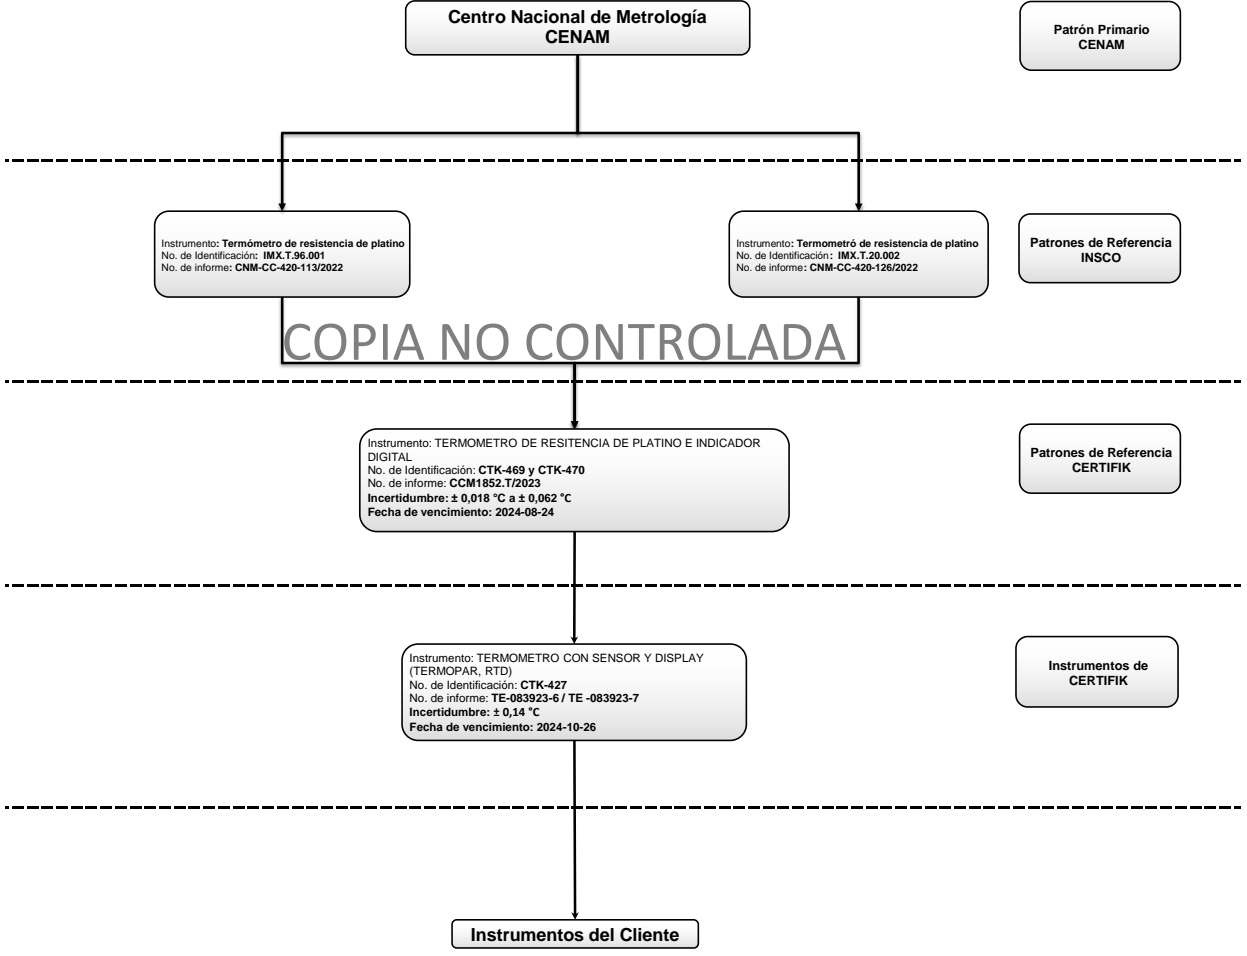 Centro Nacional de Metrología
CENAM
Patrón Primario
CENAM
Instrumento: Termómetro de resistencia de platino
No. de Identificación: IMX.T.96.001
No. de informe: CNM-CC-420-113/2022
Instrumento: Termometró de resistencia de platino
No. de Identificación: IMX.T.20.002
No. de informe: CNM-CC-420-126/2022
Patrones de Referencia
INSCO
COPIA NO CONTROLADA
Instrumento: TERMOMETRO DE RESITENCIA DE PLATINO E INDICADOR
DIGITAL
No. de Identificación: CTK-469 y CTK-470
No. de informe: CCM1852.T/2023
Incertidumbre: ± 0,018 °C a ± 0,062 °C
Fecha de vencimiento: 2024-08-24
Patrones de Referencia
CERTIFIK
Instrumento: TERMOMETRO CON SENSOR Y DISPLAY
(TERMOPAR, RTD)
No. de Identificación: CTK-427
No. de informe: TE-083923-6 / TE -083923-7
Incertidumbre: ± 0,14 °C
Fecha de vencimiento: 2024-10-26
Instrumentos de
CERTIFIK
Instrumentos del Cliente